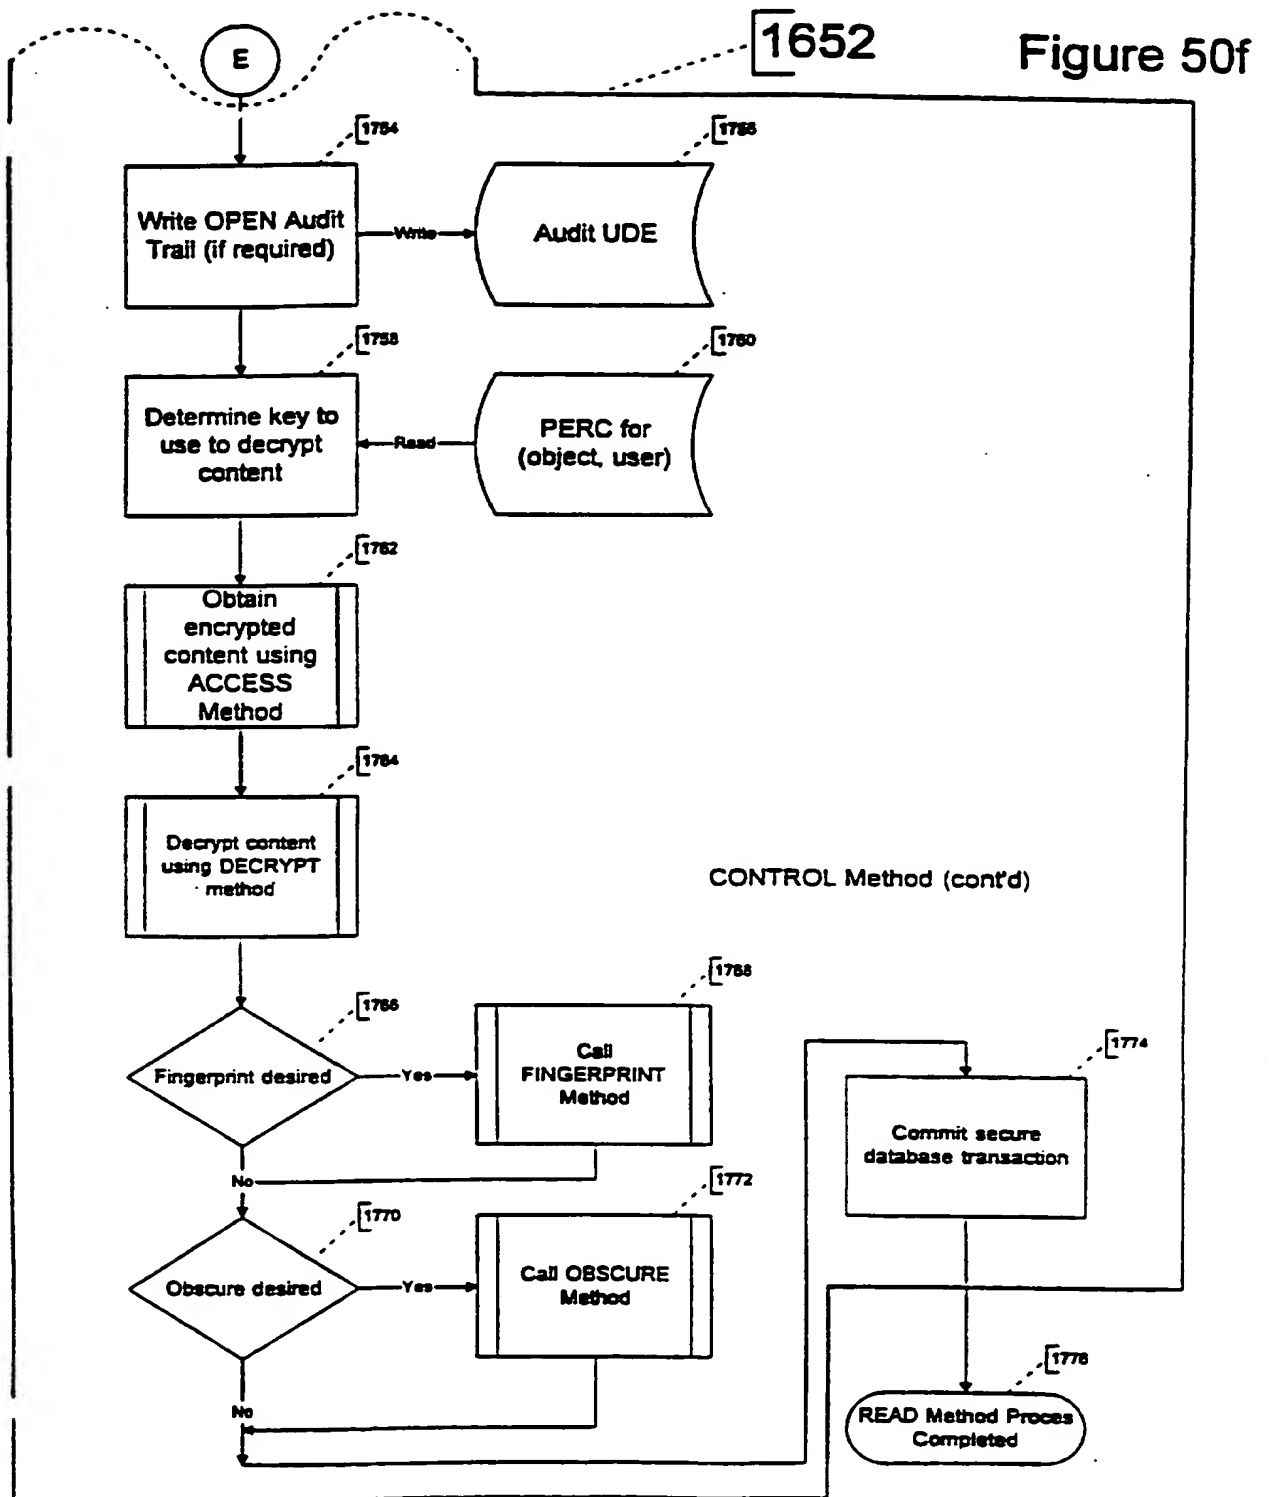 E
1652
Figure 50f
1754
1756
Write OPEN Audit
Trail (if required)
Write
Audit UDE
1758
1760
Determine key to
use to decrypt
content
Read
PERC for
(object, user)
1762
Obtain
encrypted
content using
ACCESS
Method
1764
Decrypt content
using DECRYPT
method
CONTROL Method (cont'd)
1766
1768
Fingerprint desired
Yes
Call
FINGERPRINT
Method
1774
Commit secure
database transaction
No
1770
1772
Obscure desired
Yes
Call OBSCURE
Method
No
1776
READ Method Proces
Completed